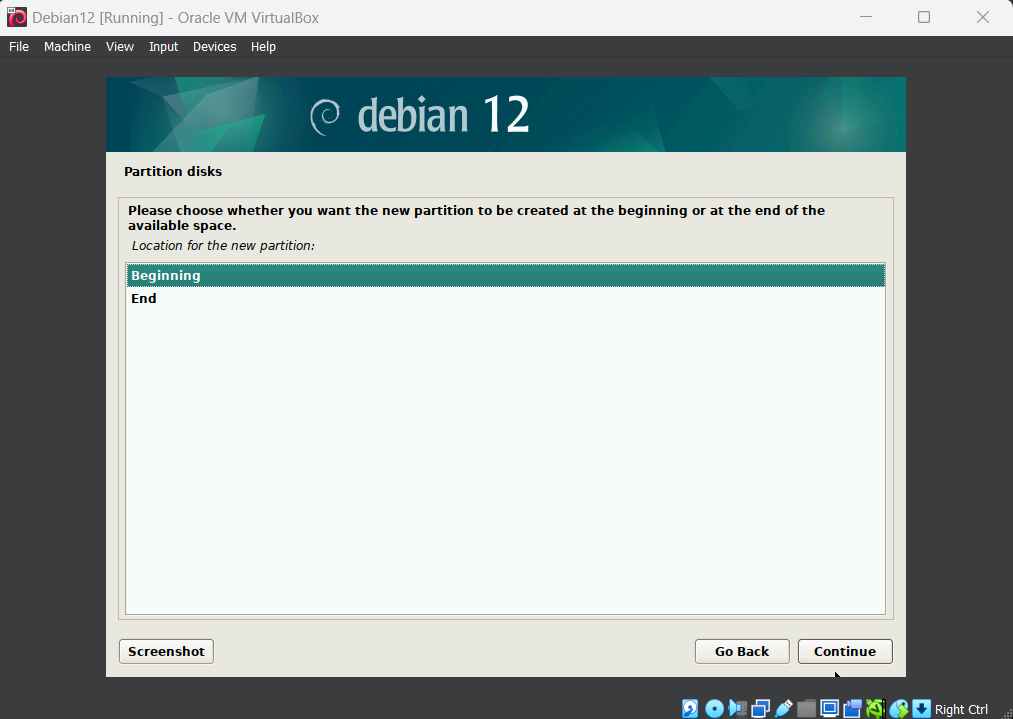 Debian12 [Running] - Oracle VM VirtualBox
File Machine View Input Devices Help
debian 12
Partition disks
Please choose whether you want the new partition to be created at the beginning or at the end of the
available space.
Location for the new partition:
Beginning
End
Screenshot Go Back Continue
Right Ctrl